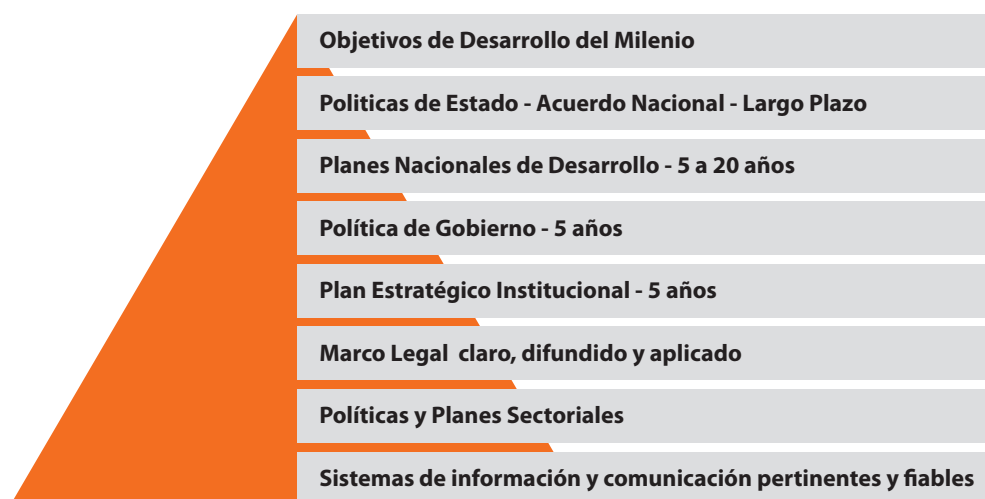 Objetivos de Desarrollo del Milenio
Politicas de Estado - Acuerdo Nacional - Largo Plazo
Planes Nacionales de Desarrollo - 5 a 20 años
Política de Gobierno - 5 años
Plan Estratégico Institucional - 5 años
Marco Legal  claro, difundido y aplicado
Políticas y Planes Sectoriales
Sistemas de información y comunicación pertinentes y fiables